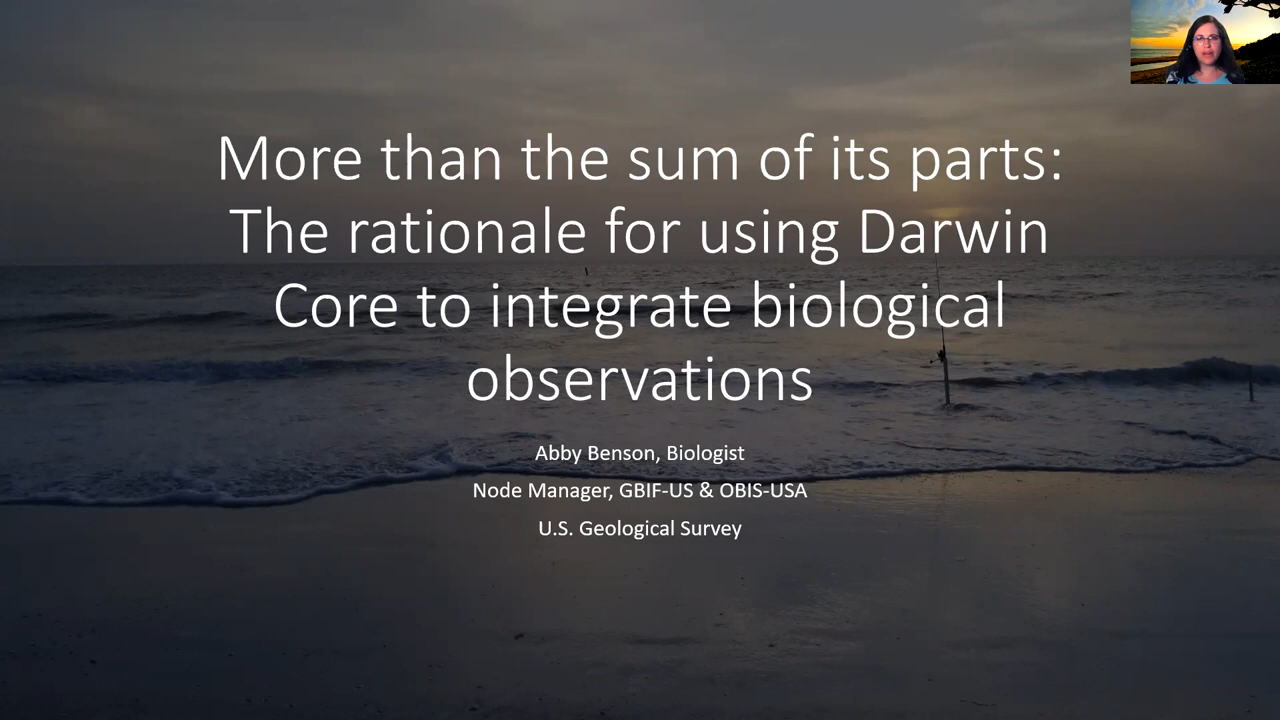 More than the sum of its parts:
The rationale for using Darwin
Core to integrate biological
observations
Abby Benson, Biologist
Node Manager, GBIF-US & OBIS-USA
U.S. Geological Survey